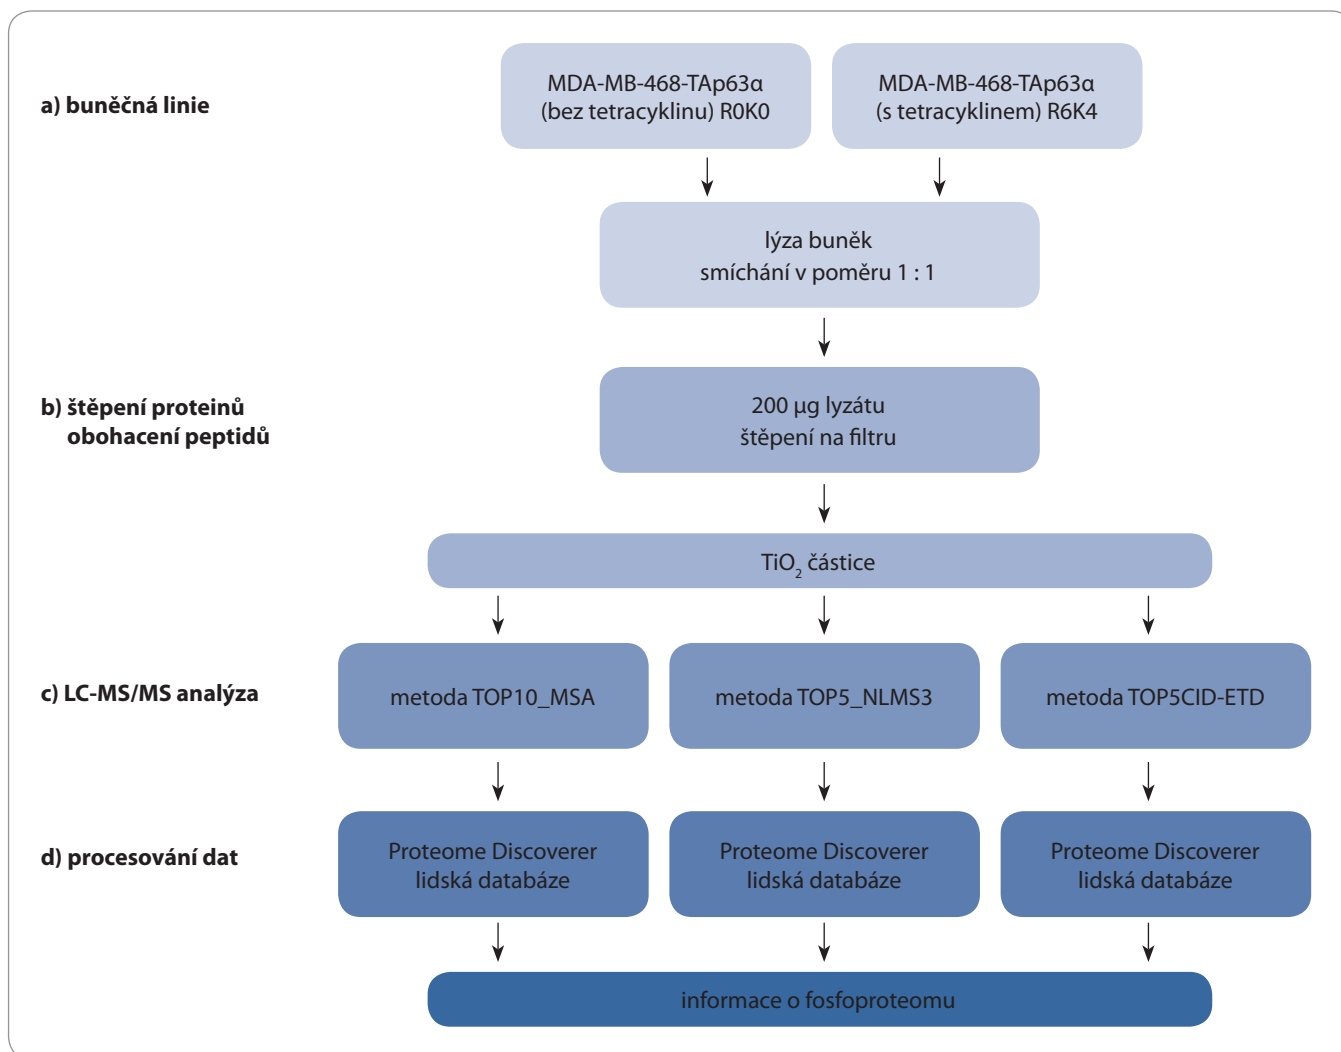 a) buněčná linie
MDA-MB-468-TAp63α
(bez tetracyklinu) R0K0
MDA-MB-468-TAp63α
(s tetracyklinem) R6K4
lýza buněk
smíchání v poměru 1 : 1
b) štěpení proteinů
obohacení peptidů
200 µg lyzátu
štěpení na filtru
TiO₂ částice
c) LC-MS/MS analýza
metoda TOP10_MSA
metoda TOP5_NLMS3
metoda TOP5CID-ETD
d) procesování dat
Proteome Discoverer
lidská databáze
Proteome Discoverer
lidská databáze
Proteome Discoverer
lidská databáze
informace o fosfoproteomu